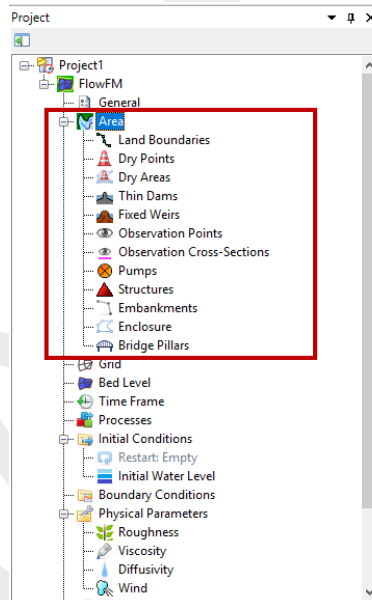 Project
Project1
FlowFM
General
Area
Land Boundaries
Dry Points
Dry Areas
Thin Dams
Fixed Weirs
Observation Points
Observation Cross-Sections
Pumps
Structures
Embankments
Enclosure
Bridge Pillars
Grid
Bed Level
Time Frame
Processes
Initial Conditions
Restart: Empty
Initial Water Level
Boundary Conditions
Physical Parameters
Roughness
Viscosity
Diffusivity
Wind